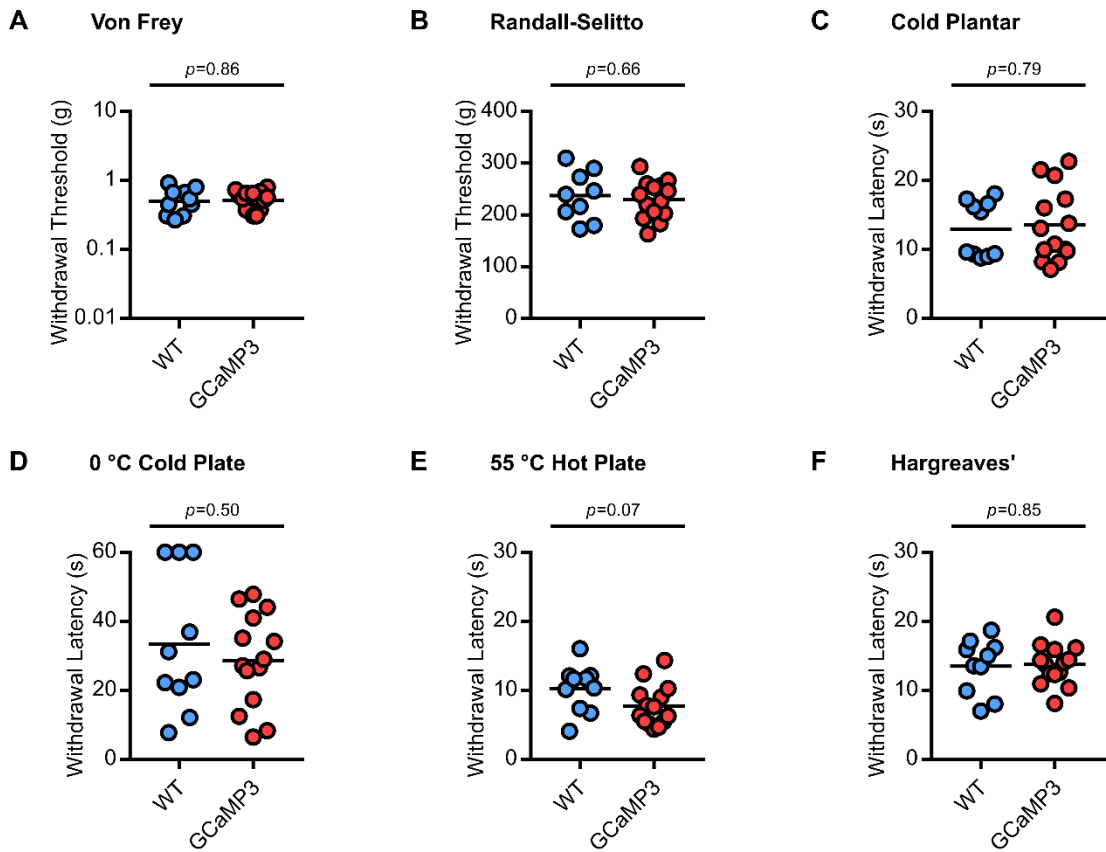 A Von Frey
p=0.86
Withdrawal Threshold (g)
10
1
0.1
0.01
WT
GCaMP3
B Randall-Selitto
p=0.66
Withdrawal Threshold (g)
400
300
200
100
0
WT
GCaMP3
C Cold Plantar
p=0.79
Withdrawal Latency (s)
30
20
10
0
WT
GCaMP3
D 0 °C Cold Plate
p=0.50
Withdrawal Latency (s)
60
40
20
0
WT
GCaMP3
E 55 °C Hot Plate
p=0.07
Withdrawal Latency (s)
30
20
10
0
WT
GCaMP3
F Hargreaves'
p=0.85
Withdrawal Latency (s)
30
20
10
0
WT
GCaMP3